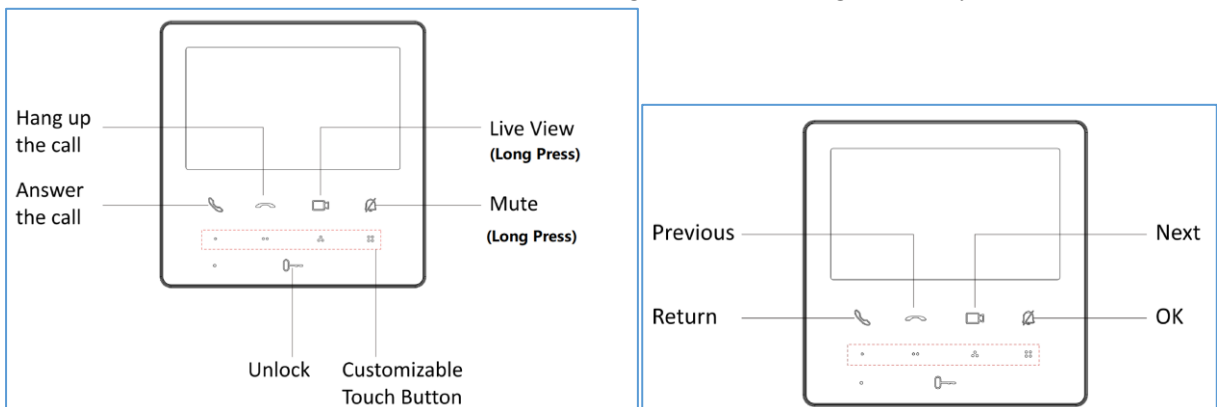 Hang up
the call
Live View
(Long Press)
Answer
the call
Mute
(Long Press)
Unlock
Customizable
Touch Button
Previous
Next
Return
OK